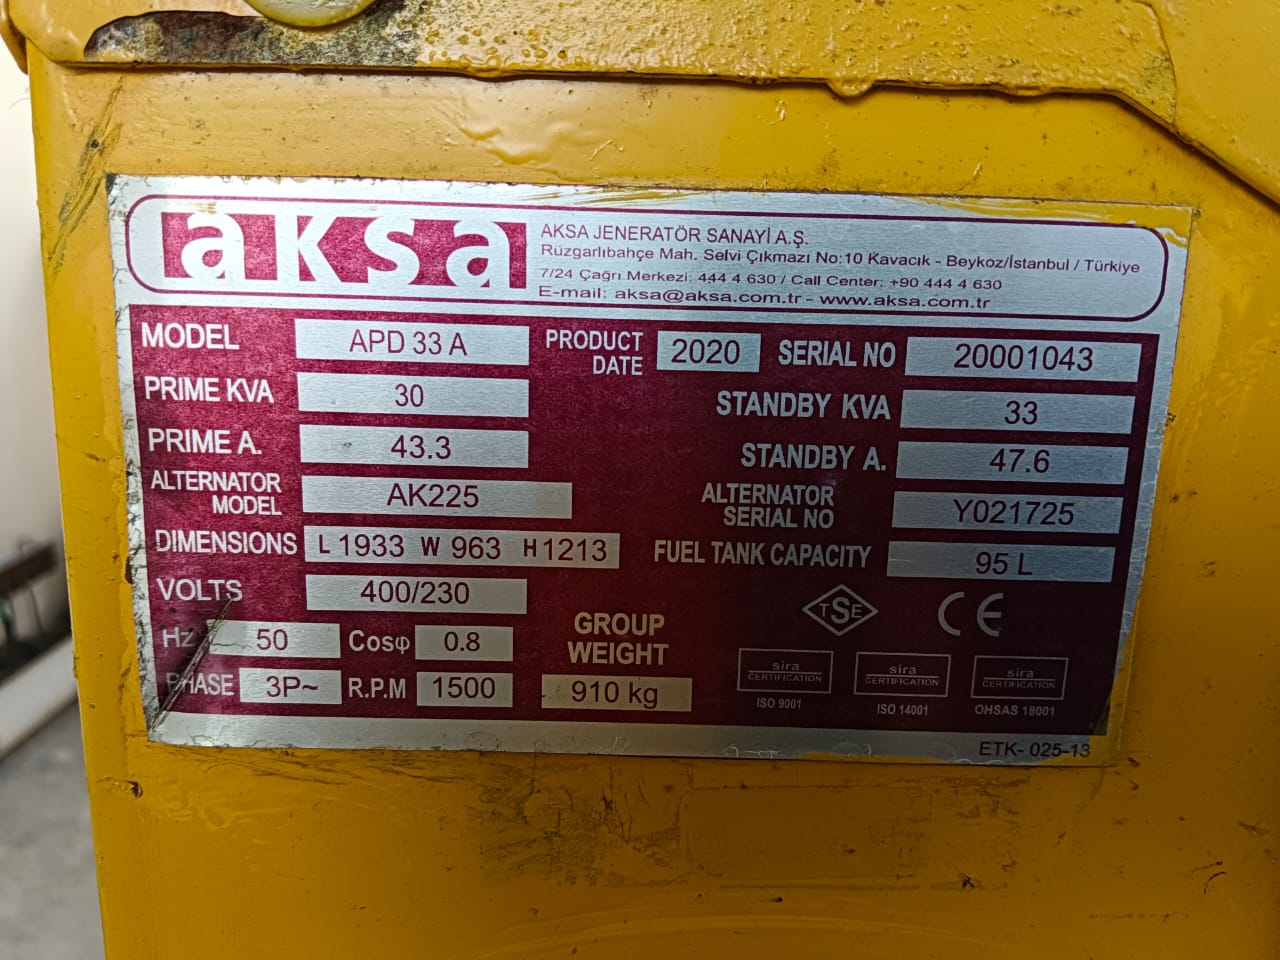 aksa
AKSA JENERATÖR SANAYİ A.Ş.
Rüzgarlıbahçe Mah. Selvi Çıkmazı No:10 Kavacık - Beykoz/İstanbul / Türkiye
7/24 Çağrı Merkezi: 444 4 630 / Call Center: +90 444 4 630
E-mail: aksa@aksa.com.tr - www.aksa.com.tr
MODEL APD 33 A PRODUCT DATE 2020 SERIAL NO 20001043
PRIME KVA 30 STANDBY KVA 33
PRIME A. 43.3 STANDBY A. 47.6
ALTERNATOR MODEL AK225 ALTERNATOR SERIAL NO Y021725
DIMENSIONS L 1933 W 963 H 1213 FUEL TANK CAPACITY 95 L
VOLTS 400/230
Hz 50 Cosφ 0.8 GROUP WEIGHT TSE CE
PHASE 3P~ R.P.M 1500 910 kg
sira CERTIFICATION sira CERTIFICATION sira CERTIFICATION
ISO 9001 ISO 14001 OHSAS 18001
ETK- 025-13